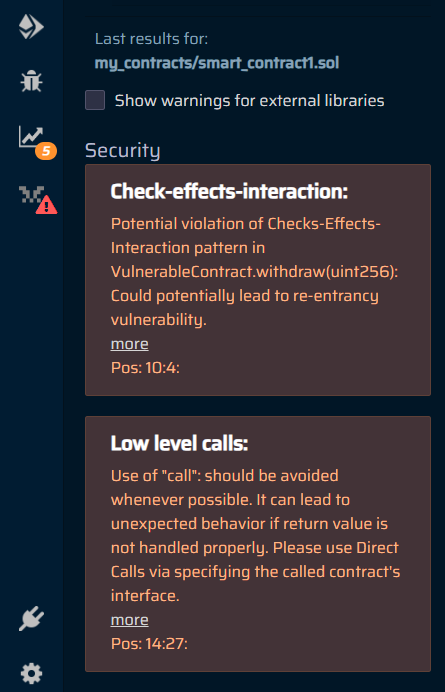 Last results for:
my_contracts/smart_contract1.sol
Show warnings for external libraries
5
Security
Check-effects-interaction:
Potential violation of Checks-Effects-
Interaction pattern in
VulnerableContract.withdraw(uint256):
Could potentially lead to re-entrancy
vulnerability.
more
Pos: 10:4:
Low level calls:
Use of "call": should be avoided
whenever possible. It can lead to
unexpected behavior if return value is
not handled properly. Please use Direct
Calls via specifying the called contract's
interface.
more
Pos: 14:27: